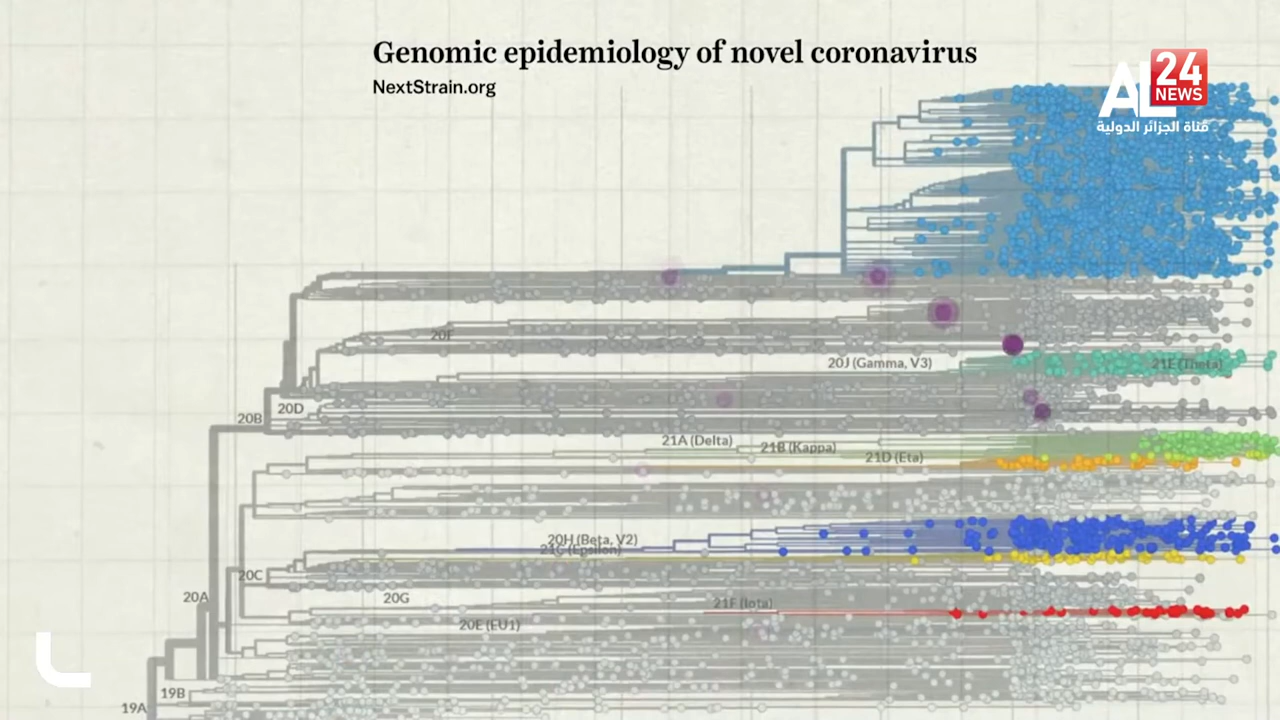 Genomic epidemiology of novel coronavirus
NextStrain.org
AL
24
NEWS
قناة الجزائر الدولية
20F
20J (Gamma, V3)
21E (Theta)
20D
20B
21A (Delta)
21B (Kappa)
21D (Eta)
20H (Beta, V2)
21C (Epsilon)
20C
20A
20G
21F (Iota)
20E (EU1)
19B
19A